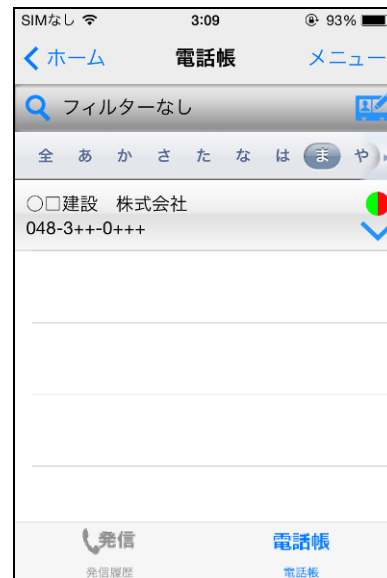 SIMなし 3:09 93%
ホーム 電話帳 メニュー
フィルターなし
全 あ か さ た な は ま や
○□建設　株式会社
048-3++-0+++
発信 電話帳
発信履歴 電話帳